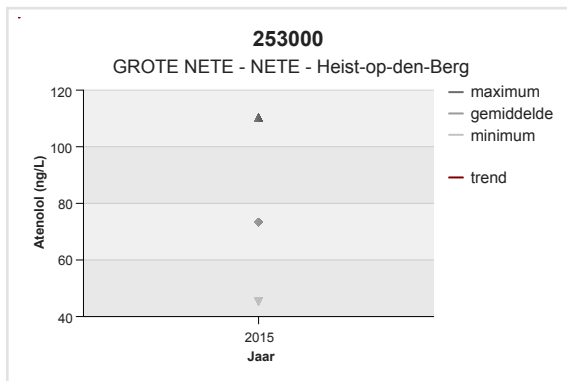 253000
GROTE NETE - NETE - Heist-op-den-Berg
120
100
80
60
40
Atenolol (ng/L)
2015
Jaar
maximum
gemiddelde
minimum
trend